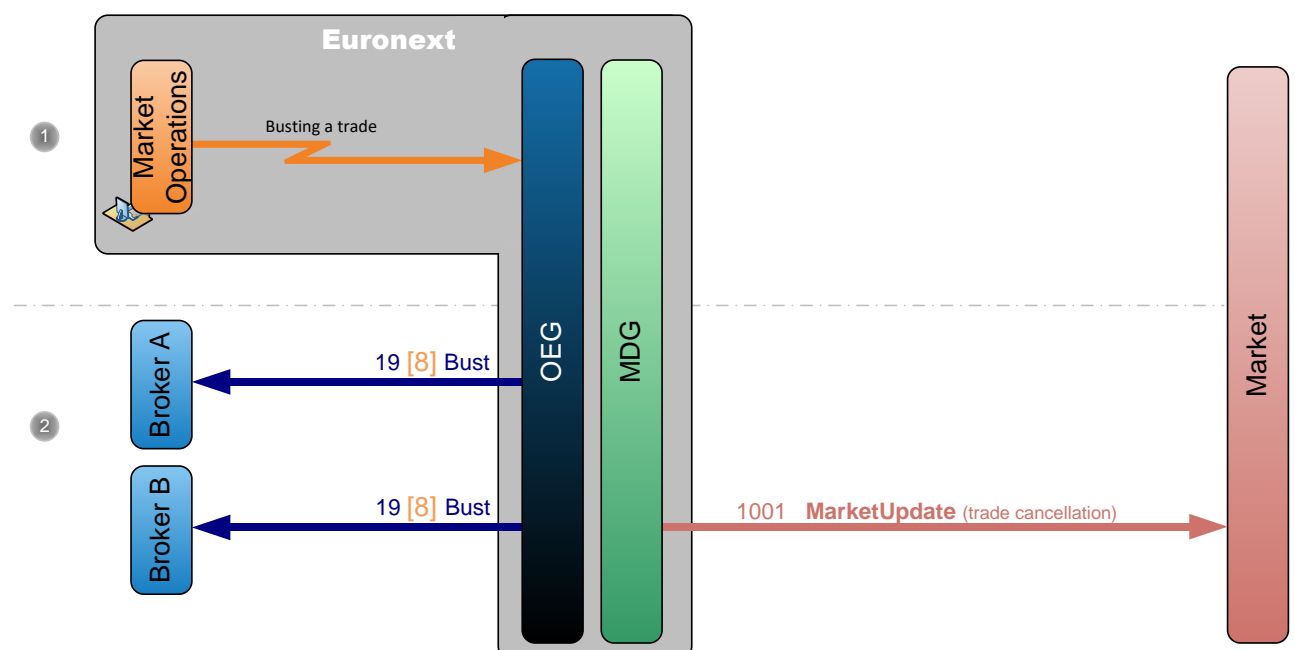 Euronext
1
Market
Operations
Busting a trade
OEG
MDG
Market
2
Broker A
19 [8] Bust
Broker B
19 [8] Bust
1001 MarketUpdate (trade cancellation)